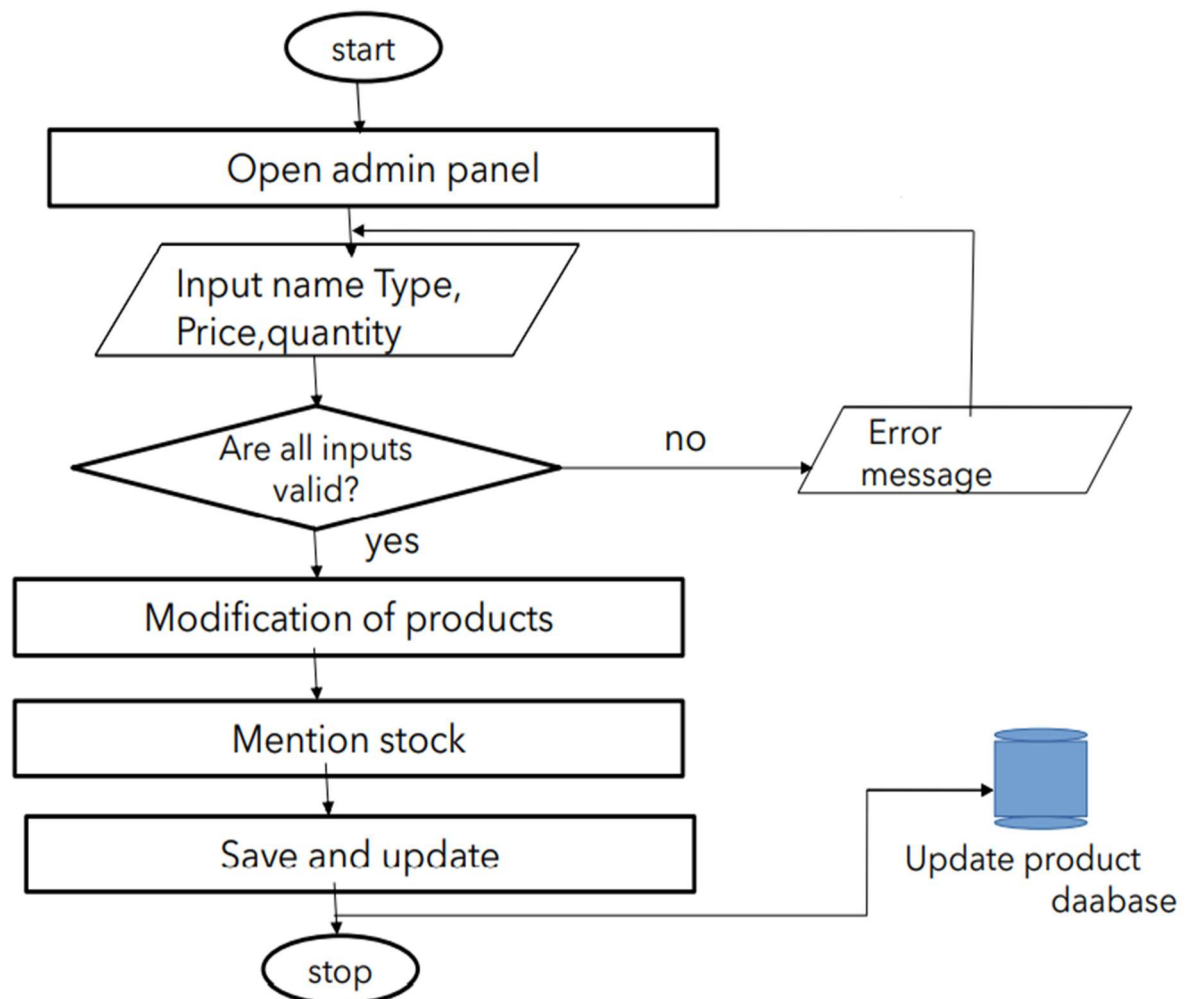 start
Open admin panel
Input name Type,
Price,quantity
Are all inputs
valid?
no
Error
message
yes
Modification of products
Mention stock
Save and update
Update product
daabase
stop